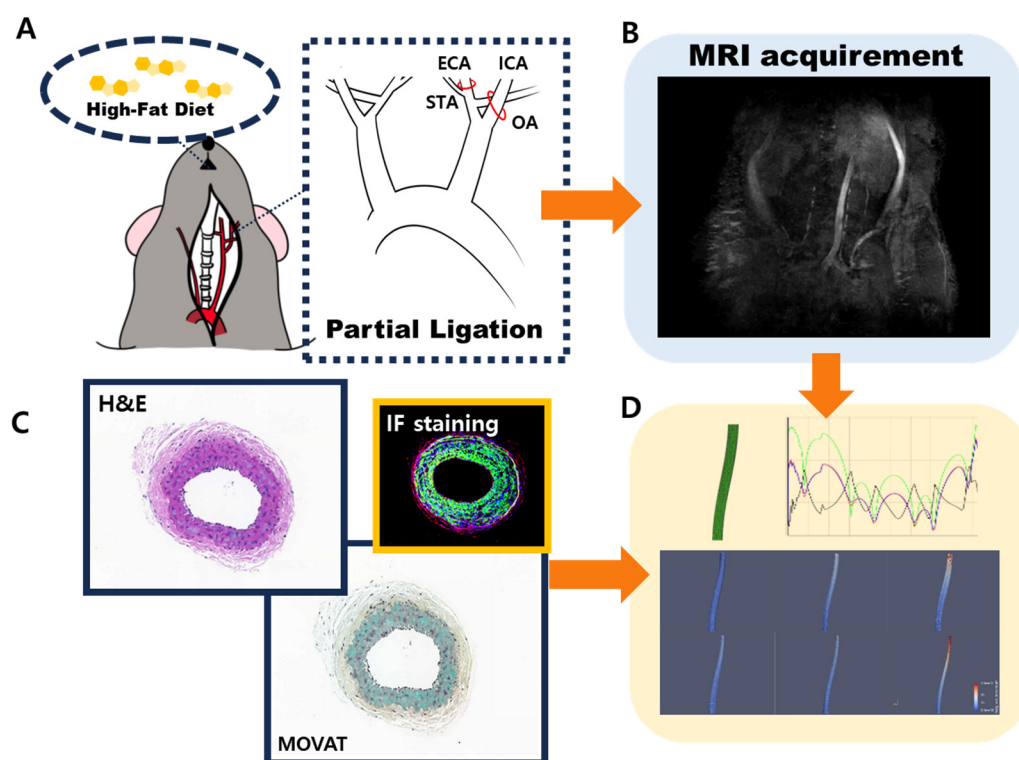 A
High-Fat Diet
ECA
ICA
STA
OA
Partial Ligation
B
MRI acquirement
C
H&E
IF staining
MOVAT
D